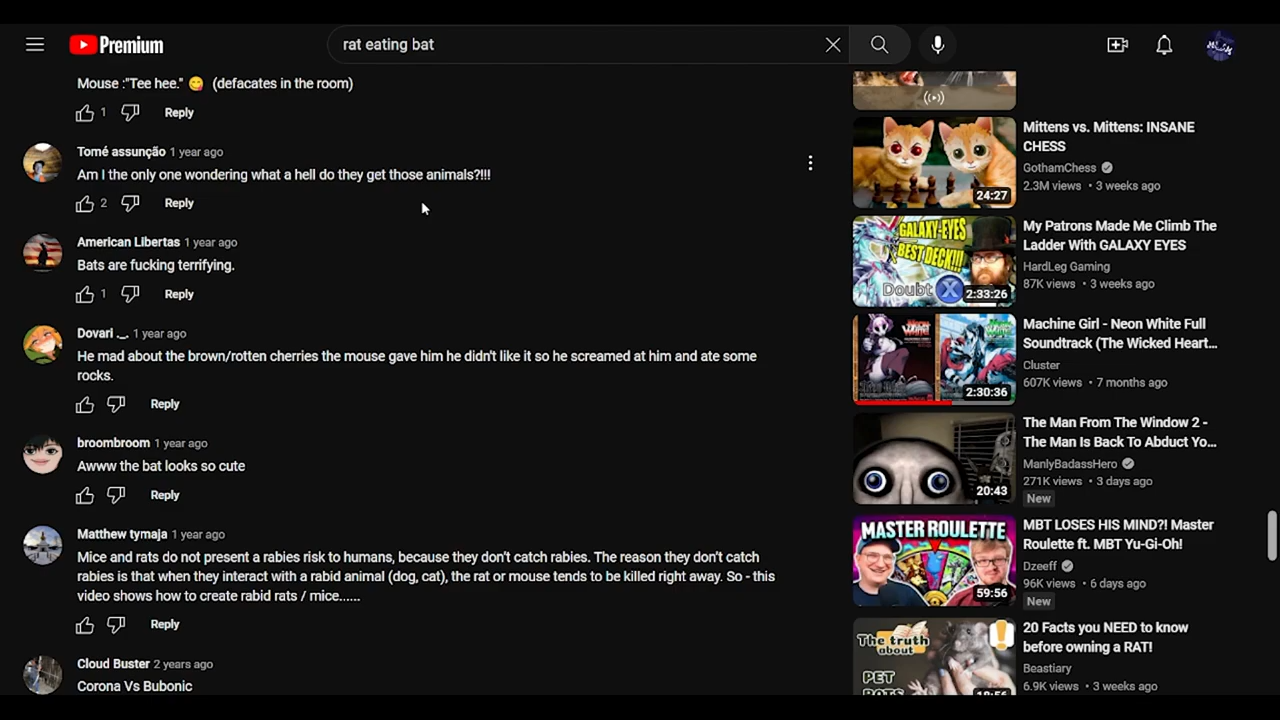 Premium
rat eating bat
Mouse :"Tee hee." 😋 (defacates in the room)
1
Reply
Tomé assunção 1 year ago
Am I the only one wondering what a hell do they get those animals?!!!
2
Reply
American Libertas 1 year ago
Bats are fucking terrifying.
1
Reply
Dovari ._. 1 year ago
He mad about the brown/rotten cherries the mouse gave him he didn't like it so he screamed at him and ate some
rocks.
Reply
broombroom 1 year ago
Awww the bat looks so cute
Reply
Matthew tymaja 1 year ago
Mice and rats do not present a rabies risk to humans, because they don't catch rabies. The reason they don't catch
rabies is that when they interact with a rabid animal (dog, cat), the rat or mouse tends to be killed right away. So - this
video shows how to create rabid rats / mice......
Reply
Cloud Buster 2 years ago
Corona Vs Bubonic
24:27
Mittens vs. Mittens: INSANE
CHESS
GothamChess
2.3M views • 3 weeks ago
GALAXY-EYES
BEST DECK!!!
Doubt X
2:33:26
My Patrons Made Me Climb The
Ladder With GALAXY EYES
HardLeg Gaming
87K views • 3 weeks ago
2:30:36
Machine Girl - Neon White Full
Soundtrack (The Wicked Heart...
Cluster
607K views • 7 months ago
20:43
The Man From The Window 2 -
The Man Is Back To Abduct Yo...
ManlyBadassHero
271K views • 3 days ago
New
MASTER ROULETTE
59:56
MBT LOSES HIS MIND?! Master
Roulette ft. MBT Yu-Gi-Oh!
Dzeeff
96K views • 6 days ago
New
The truth
about
PET
18:56
20 Facts you NEED to know
before owning a RAT!
Beastiary
6.9K views • 3 weeks ago